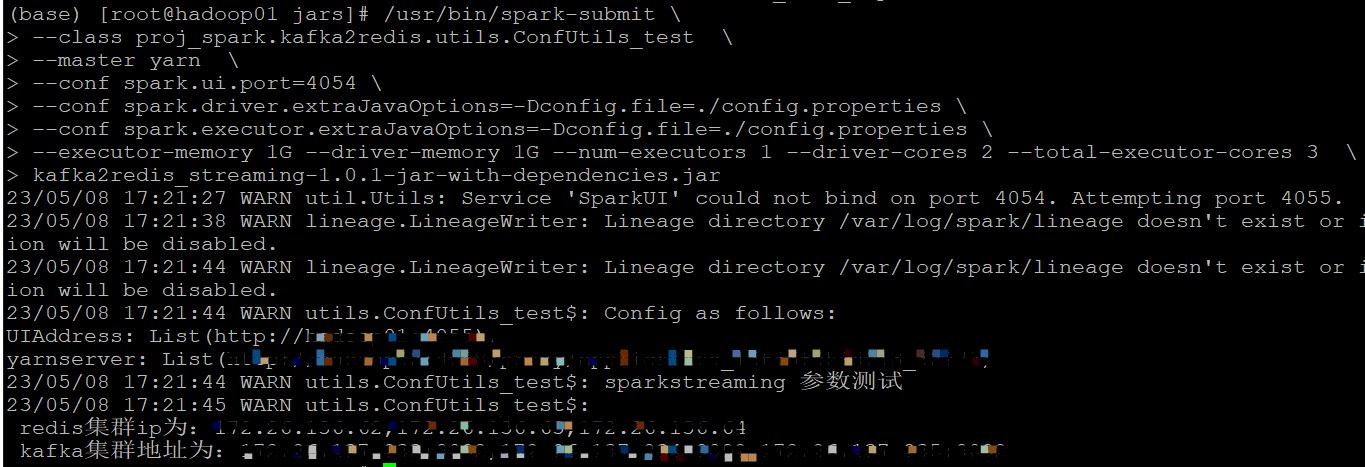 (base) [root@hadoop01 jars]# /usr/bin/spark-submit \
> --class proj_spark.kafka2redis.utils.ConfUtils_test  \
> --master yarn  \
> --conf spark.ui.port=4054 \
> --conf spark.driver.extraJavaOptions=-Dconfig.file=./config.properties \
> --conf spark.executor.extraJavaOptions=-Dconfig.file=./config.properties \
> --executor-memory 1G --driver-memory 1G --num-executors 1 --driver-cores 2 --total-executor-cores 3  \
> kafka2redis_streaming-1.0.1-jar-with-dependencies.jar
23/05/08 17:21:27 WARN util.Utils: Service 'SparkUI' could not bind on port 4054. Attempting port 4055.
23/05/08 17:21:38 WARN lineage.LineageWriter: Lineage directory /var/log/spark/lineage doesn't exist or i
ion will be disabled.
23/05/08 17:21:44 WARN lineage.LineageWriter: Lineage directory /var/log/spark/lineage doesn't exist or i
ion will be disabled.
23/05/08 17:21:44 WARN utils.ConfUtils_test$: Config as follows:
UIAddress: List(http://
yarnserver: List(
23/05/08 17:21:44 WARN utils.ConfUtils_test$: sparkstreaming 参数测试
23/05/08 17:21:45 WARN utils.ConfUtils_test$:
redis集群ip为:
kafka集群地址为: